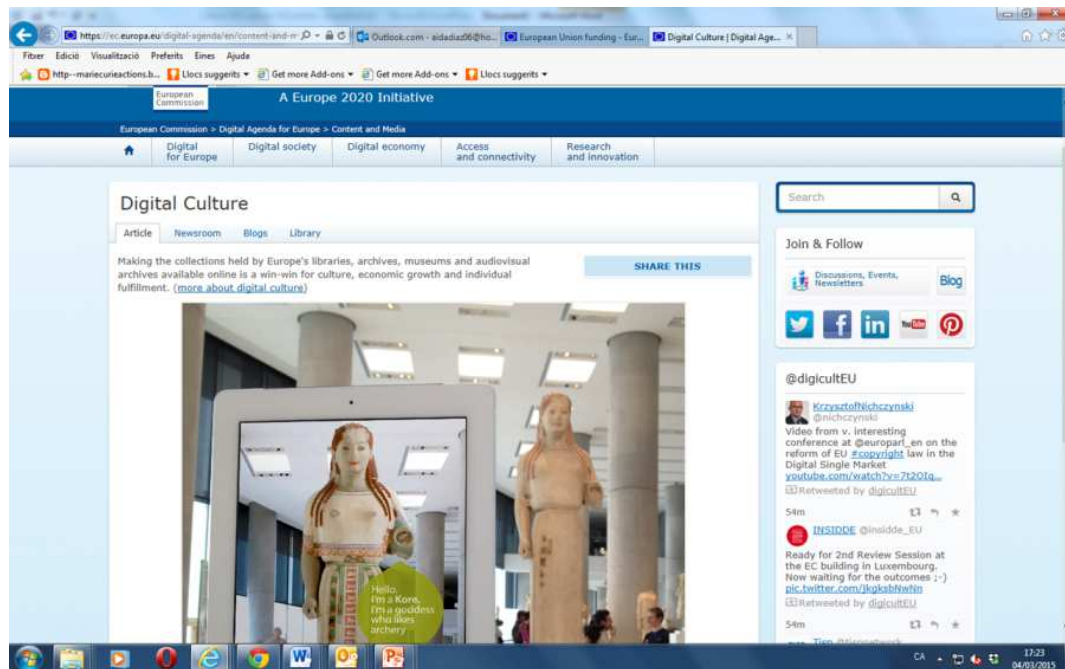 https://ec.europa.eu/digital-agenda/en/content-and-m
Outlook.com - aidadiaz06@ho...
European Union funding - Eur...
Digital Culture | Digital Age...
Fitxer Edició Visualització Preferits Eines Ajuda
http--mariecurieactions.b...
Llocs suggerits
Get more Add-ons
Get more Add-ons
Llocs suggerits
European
Commission
A Europe 2020 Initiative
European Commission > Digital Agenda for Europe > Content and Media
Digital
for Europe
Digital society
Digital economy
Access
and connectivity
Research
and innovation
Digital Culture
Article Newsroom Blogs Library
Making the collections held by Europe's libraries, archives, museums and audiovisual
archives available online is a win-win for culture, economic growth and individual
fulfillment. (more about digital culture)
SHARE THIS
Hello,
I'm a Kore,
I'm a goddess
who likes
archery
Search
Join & Follow
Discussions, Events,
Newsletters
Blog
You Tube
@digicultEU
KrzysztofNichczynski
@nichczynski
Video from v. interesting
conference at @europarl_en on the
reform of EU #copyright law in the
Digital Single Market
youtube.com/watch?v=7t2OIq...
Retweeted by digicultEU
54m
INSIDDE @insidde_EU
Ready for 2nd Review Session at
the EC building in Luxembourg.
Now waiting for the outcomes ;-)
pic.twitter.com/jkgksbNwNn
Retweeted by digicultEU
54m
CA
17:23
04/03/2015